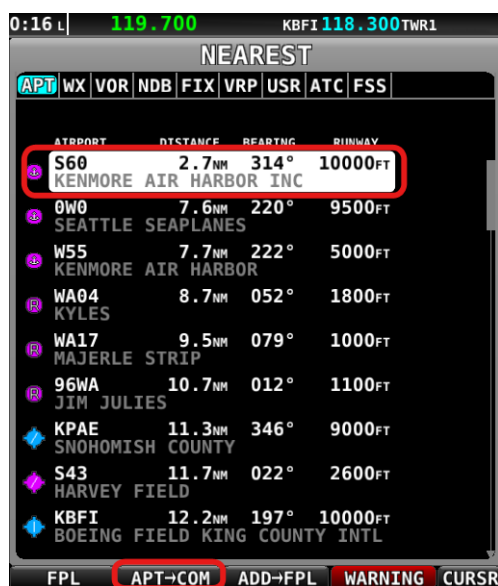 0:16 L 119.700 KBFI 118.300 TWR1
NEAREST
APT WX VOR NDB FIX VRP USR ATC FSS
AIRPORT DISTANCE BEARING RUNWAY
S60 2.7NM 314° 10000FT
KENMORE AIR HARBOR INC
0W0 7.6NM 220° 9500FT
SEATTLE SEAPLANES
W55 7.7NM 222° 5000FT
KENMORE AIR HARBOR
R WA04 8.7NM 052° 1800FT
KYLES
R WA17 9.5NM 079° 1000FT
MAJERLE STRIP
R 96WA 10.7NM 012° 1100FT
JIM JULIES
KPAE 11.3NM 346° 9000FT
SNOHOMISH COUNTY
S43 11.7NM 022° 2600FT
HARVEY FIELD
KBFI 12.2NM 197° 10000FT
BOEING FIELD KING COUNTY INTL
FPL APT→COM ADD→FPL WARNING CURSR